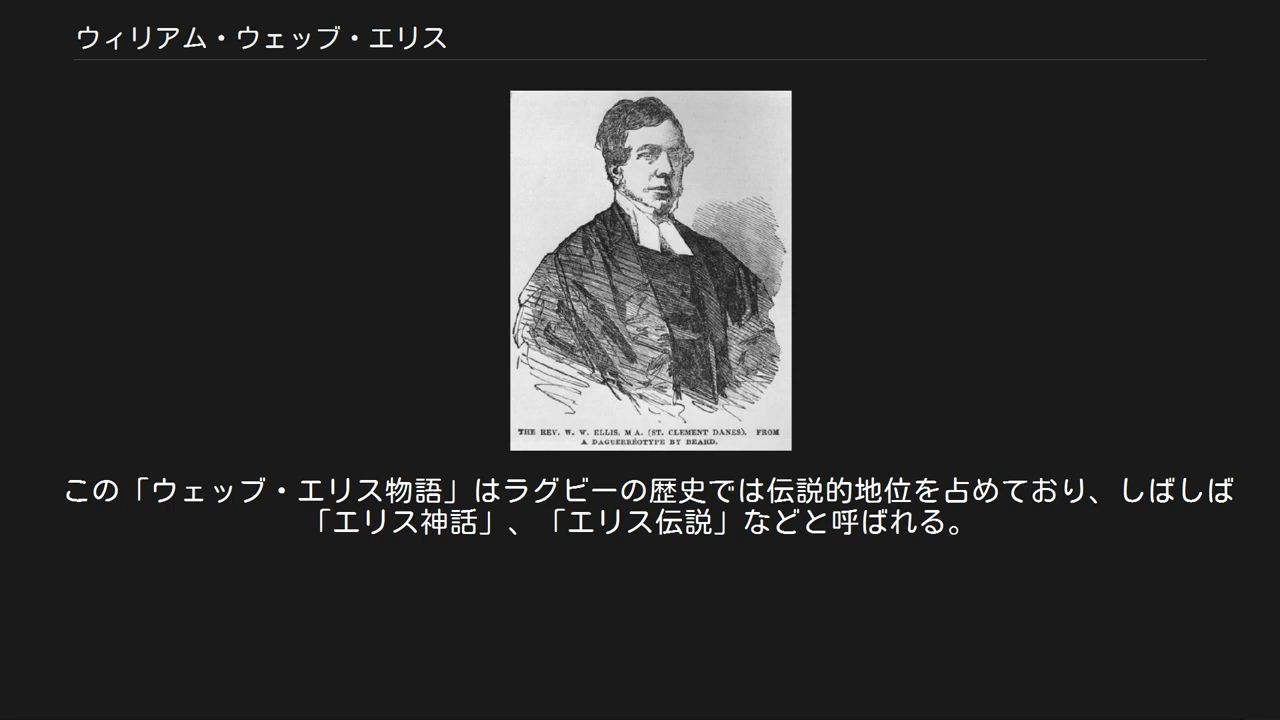 ウィリアム・ウェッブ・エリス
THE REV. W. W. ELLIS, M A. (ST. CLEMENT DANES). FROM
A DAGUERREOTYPE BY BEARD.
この「ウェッブ・エリス物語」はラグビーの歴史では伝説的地位を占めており、しばしば
「エリス神話」、「エリス伝説」などと呼ばれる。